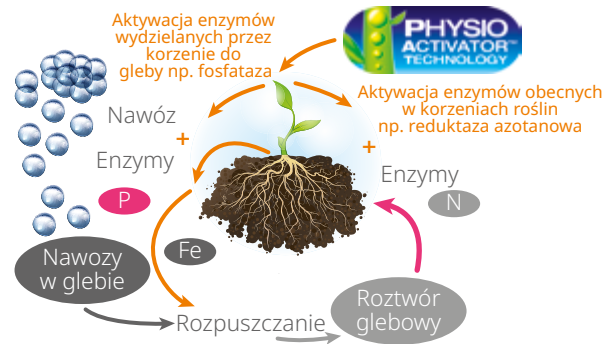 Aktywacja enzymów
wydzielanych przez
korzenie do
gleby np. fosfataza
PHYSIO
ACTIVATOR™
TECHNOLOGY
Aktywacja enzymów obecnych
w korzeniach roślin
np. reduktaza azotanowa
Nawóz
+
Enzymy
P
+
Enzymy
N
Fe
Nawozy
w glebie
Rozpuszczanie
Roztwór
glebowy